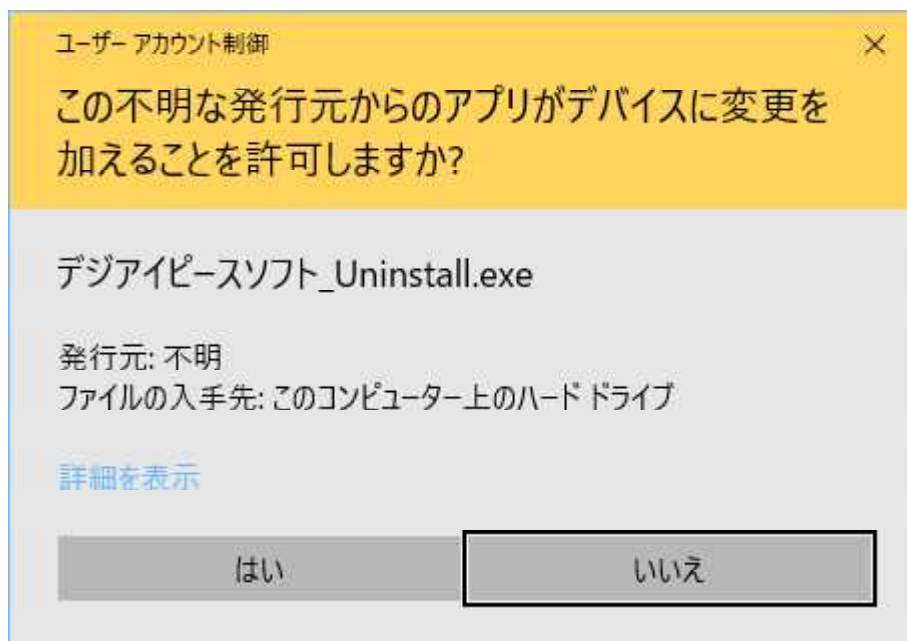 ユーザー アカウント制御
この不明な発行元からのアプリがデバイスに変更を
加えることを許可しますか?
デジアイピースソフト_Uninstall.exe
発行元: 不明
ファイルの入手先: このコンピューター上のハード ドライブ
詳細を表示
はい
いいえ